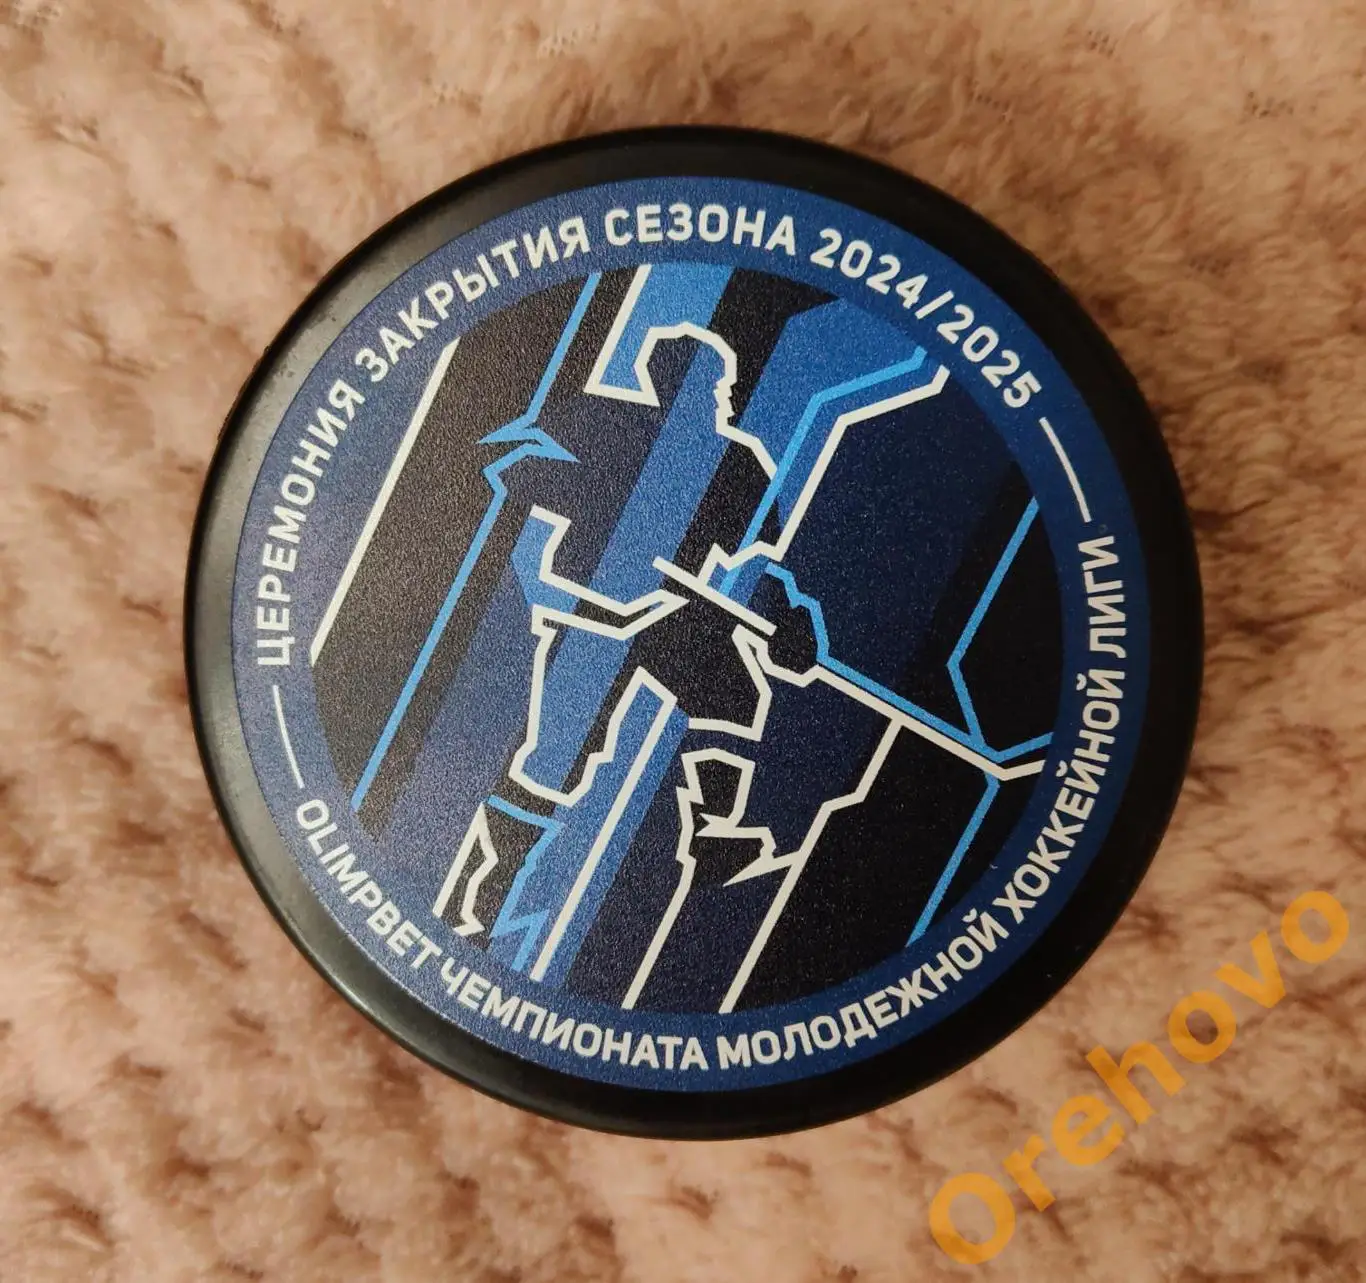 ЦЕРЕМОНИЯ ЗАКРЫТИЯ СЕЗОНА 2024/2025
OLIMPBET ЧЕМПИОНАТА МОЛОДЕЖНОЙ ХОККЕЙНОЙ ЛИГИ
Orehovo